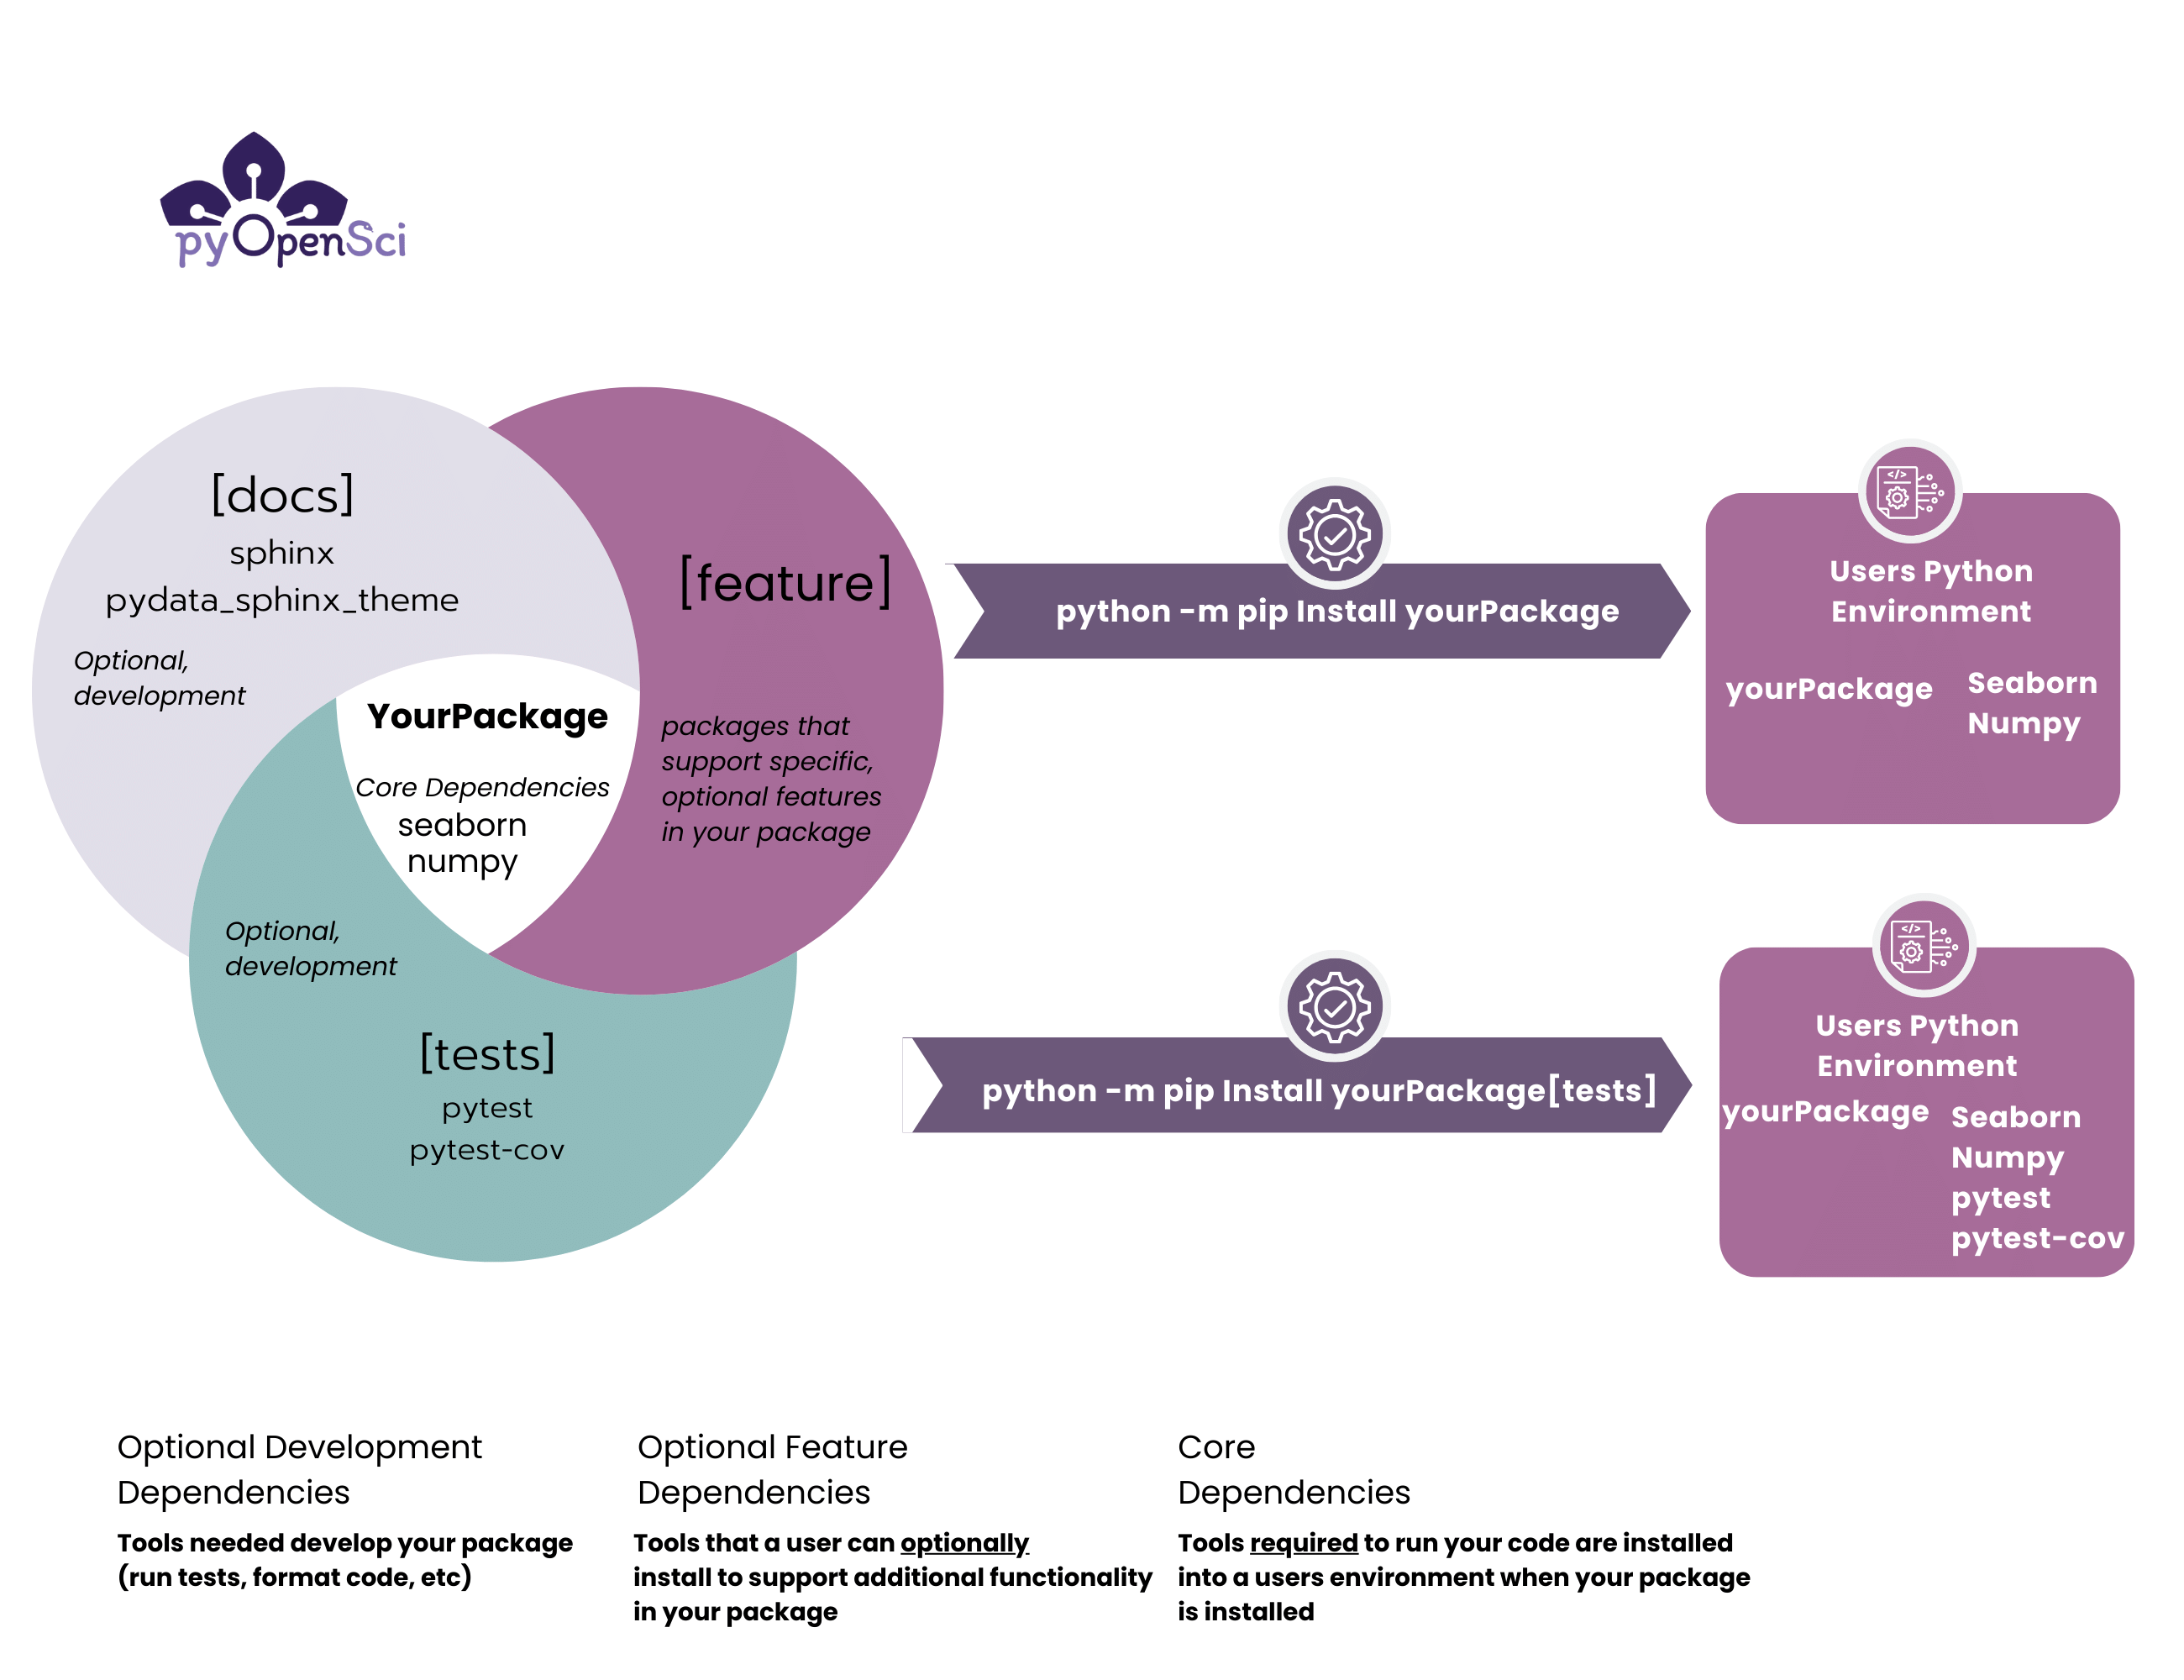 pyOpenSci
[docs]
sphinx
pydata_sphinx_theme
Optional,
development
[feature]
packages that
support specific,
optional features
in your package
YourPackage
Core Dependencies
seaborn
numpy
Optional,
development
[tests]
pytest
pytest-cov
python -m pip Install yourPackage
Users Python
Environment
yourPackage
Seaborn
Numpy
python -m pip Install yourPackage[tests]
Users Python
Environment
yourPackage
Seaborn
Numpy
pytest
pytest-cov
Optional Development
Dependencies
Tools needed develop your package
(run tests, format code, etc)
Optional Feature
Dependencies
Tools that a user can optionally
install to support additional functionality
in your package
Core
Dependencies
Tools required to run your code are installed
into a users environment when your package
is installed